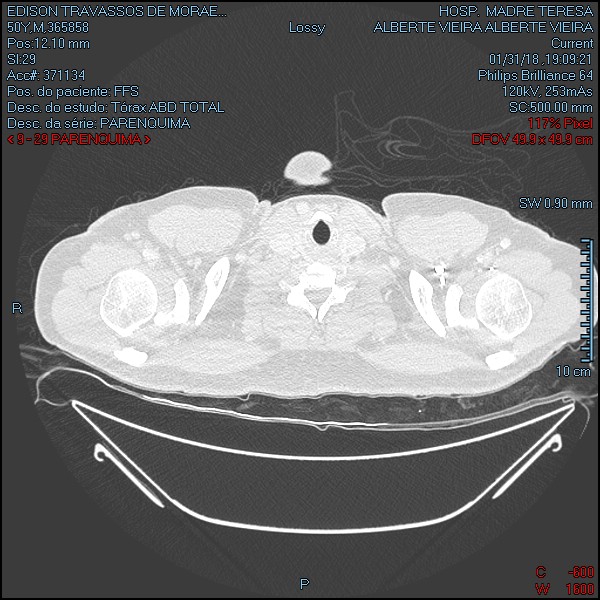 EDISON TRAVASSOS DE MORAE...
50Y,M,365858
Pos:12.10 mm
SI:29
Acc#: 371134
Pos. do paciente: FFS
Desc. do estudo: Tórax ABD TOTAL
Desc. da série: PARENQUIMA
< 9 - 29 PARENQUIMA >
Lossy
HOSP. MADRE TERESA
ALBERTE VIEIRA ALBERTE VIEIRA
Current
01/31/18 ,19:09:21
Philips Brilliance 64
120kV, 253mAs
SC:500.00 mm
117% Pixel
DFOV 49.9 x 49.9 cm
SW 0.90 mm
R
10 cm
P
C -600
W 1600